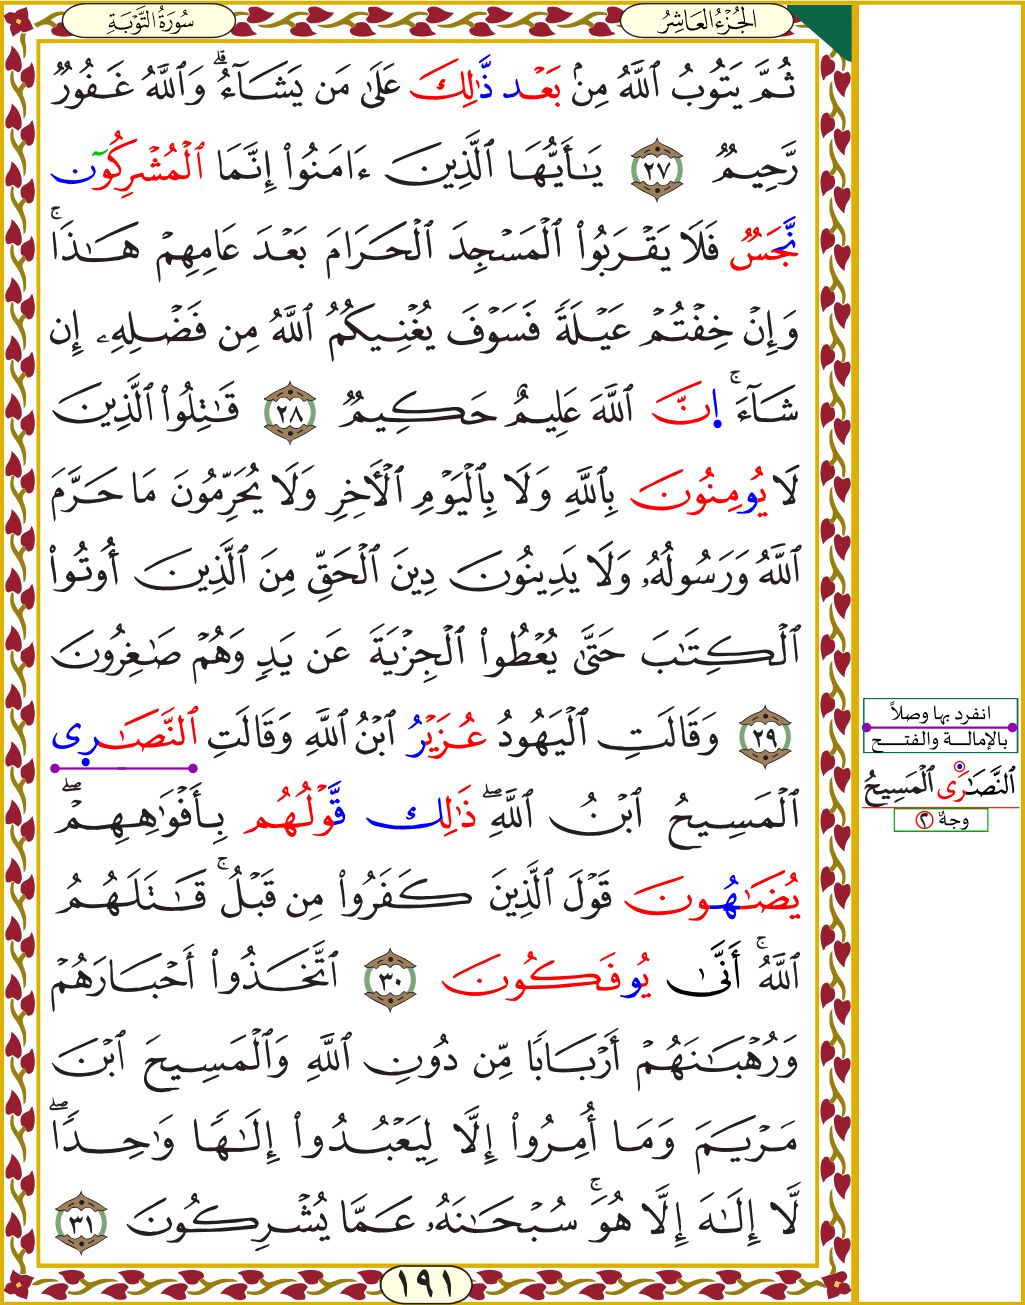 سُورَةُ التَّوْبَةِ
الجُزْءُ العَاشِرُ
ثُمَّ يَتُوبُ ٱللَّهُ مِنۢ بَعْد ذَّٰلِكَ عَلَىٰ مَن يَشَآءُۗ وَٱللَّهُ غَفُورٌ
رَّحِيمٌ ٢٧ يَٰٓأَيُّهَا ٱلَّذِينَ ءَامَنُوٓا۟ إِنَّمَا ٱلْمُشْرِكُوٓن
نَّجَسٌ فَلَا يَقْرَبُوا۟ ٱلْمَسْجِدَ ٱلْحَرَامَ بَعْدَ عَامِهِمْ هَٰذَاۚ
وَإِنْ خِفْتُمْ عَيْلَةً فَسَوْفَ يُغْنِيكُمُ ٱللَّهُ مِن فَضْلِهِۦ إِن
شَآءَۚ اِنَّ ٱللَّهَ عَلِيمٌ حَكِيمٌ ٢٨ قَٰتِلُوا۟ ٱلَّذِينَ
لَا يُومِنُونَ بِٱللَّهِ وَلَا بِٱلْيَوْمِ ٱلْأَخِرِ وَلَا يُحَرِّمُونَ مَا حَرَّمَ
ٱللَّهُ وَرَسُولُهُۥ وَلَا يَدِينُونَ دِينَ ٱلْحَقِّ مِنَ ٱلَّذِينَ أُوتُوا۟
ٱلْكِتَٰبَ حَتَّىٰ يُعْطُوا۟ ٱلْجِزْيَةَ عَن يَدٍ وَهُمْ صَٰغِرُونَ
٢٩ وَقَالَتِ ٱلْيَهُودُ عُزَيْرُ ٱبْنُ ٱللَّهِ وَقَالَتِ ٱلنَّصَٰرِى
ٱلْمَسِيحُ ٱبْنُ ٱللَّهِۖ ذَٰلِك قَّوْلُهُم بِأَفْوَٰهِهِمْۖ
يُضَٰهُونَ قَوْلَ ٱلَّذِينَ كَفَرُوا۟ مِن قَبْلُۚ قَٰتَلَهُمُ
ٱللَّهُۚ أَنَّىٰ يُوفَكُونَ ٣٠ ٱتَّخَذُوٓا۟ أَحْبَارَهُمْ
وَرُهْبَٰنَهُمْ أَرْبَابًا مِّن دُونِ ٱللَّهِ وَٱلْمَسِيحَ ٱبْنَ
مَرْيَمَ وَمَآ أُمِرُوٓا۟ إِلَّا لِيَعْبُدُوٓا۟ إِلَٰهًا وَٰحِدًاۖ
لَّآ إِلَٰهَ إِلَّا هُوَۚ سُبْحَٰنَهُۥ عَمَّا يُشْرِكُونَ ٣١
انفرد بها وصلاً
بالإمالة والفتح
ٱلنَّصَٰرَى ٱلْمَسِيحُ
وجهٌ ٢
١٩١